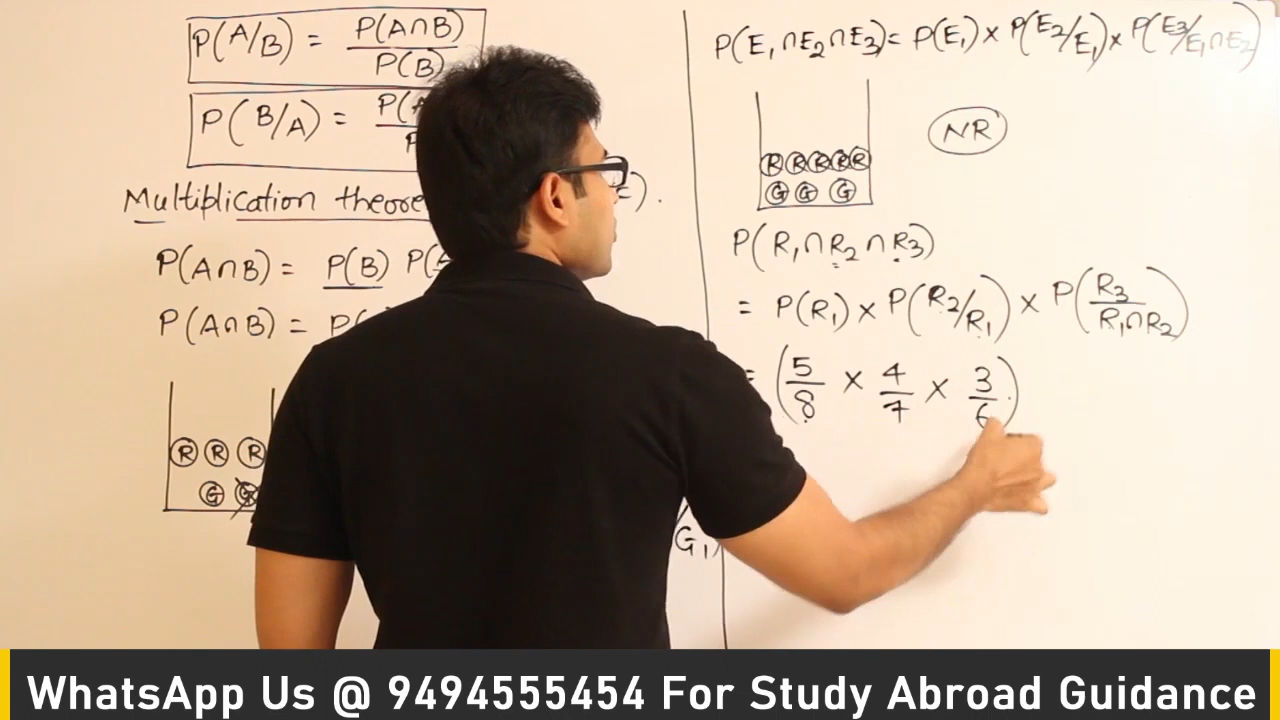 P(A/B) = P(A∩B) / P(B)
P(B/A) = P(
Multiplication
P(A∩B) = P(B) P(
P(A∩B) = P(
R R R
G G
G₁)
P(E₁∩E₂∩E₃) = P(E₁) × P(E₂/E₁) × P(E₃/E₁∩E₂)
NR
R R R R R
G G G
P(R₁∩R₂∩R₃)
= P(R₁) × P(R₂/R₁) × P(R₃/R₁∩R₂)
= (5/8 × 4/7 × 3/6)
WhatsApp Us @ 9494555454 For Study Abroad Guidance